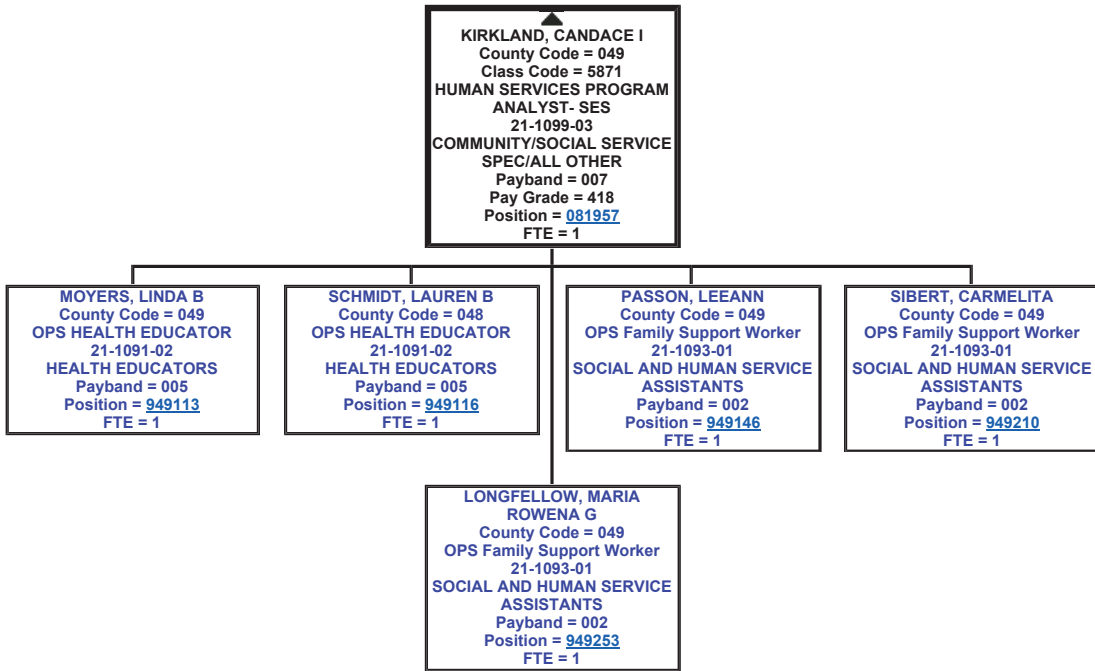 KIRKLAND, CANDACE I
County Code = 049
Class Code = 5871
HUMAN SERVICES PROGRAM
ANALYST- SES
21-1099-03
COMMUNITY/SOCIAL SERVICE
SPEC/ALL OTHER
Payband = 007
Pay Grade = 418
Position = 081957
FTE = 1
MOYERS, LINDA B
County Code = 049
OPS HEALTH EDUCATOR
21-1091-02
HEALTH EDUCATORS
Payband = 005
Position = 949113
FTE = 1
SCHMIDT, LAUREN B
County Code = 048
OPS HEALTH EDUCATOR
21-1091-02
HEALTH EDUCATORS
Payband = 005
Position = 949116
FTE = 1
PASSON, LEEANN
County Code = 049
OPS Family Support Worker
21-1093-01
SOCIAL AND HUMAN SERVICE
ASSISTANTS
Payband = 002
Position = 949146
FTE = 1
SIBERT, CARMELITA
County Code = 049
OPS Family Support Worker
21-1093-01
SOCIAL AND HUMAN SERVICE
ASSISTANTS
Payband = 002
Position = 949210
FTE = 1
LONGFELLOW, MARIA
ROWENA G
County Code = 049
OPS Family Support Worker
21-1093-01
SOCIAL AND HUMAN SERVICE
ASSISTANTS
Payband = 002
Position = 949253
FTE = 1